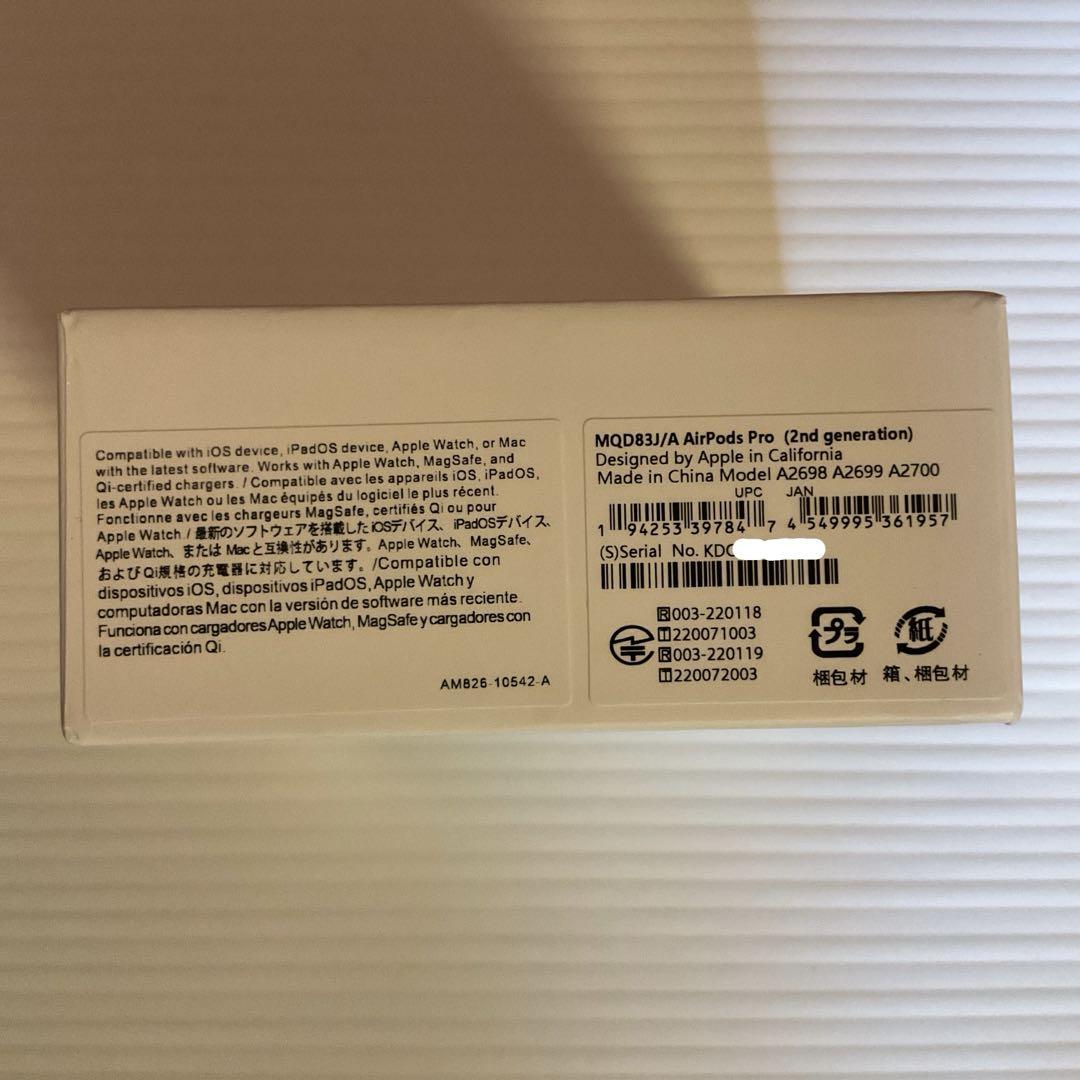 Compatible with iOS device, iPadOS device, Apple Watch, or Mac
with the latest software. Works with Apple Watch, MagSafe, and
Qi-certified chargers. / Compatible avec les appareils iOS, iPadOS,
les Apple Watch ou les Mac équipés du logiciel le plus récent.
Fonctionne avec les chargeurs MagSafe, certifiés Qi ou pour
Apple Watch / 最新のソフトウェアを搭載したiOSデバイス、iPadOSデバイス、
Apple Watch、または Macと互換性があります。Apple Watch、MagSafe、
およびQi規格の充電器に対応しています。/Compatible con
dispositivos iOS, dispositivos iPadOS, Apple Watch y
computadoras Mac con la versión de software más reciente.
Funciona con cargadores Apple Watch, MagSafe y cargadores con
la certificación Qi.
AM826-10542-A
MQD83J/A AirPods Pro (2nd generation)
Designed by Apple in California
Made in China Model A2698 A2699 A2700
UPC JAN
1 94253 39784 7 4 549995 361957
(S)Serial No. KDC
R 003-220118
T 220071003
R 003-220119
T 220072003
プラ
梱包材
紙
箱、梱包材